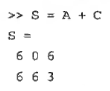 >> S = A + C
S =
6 0 6
6 6 3